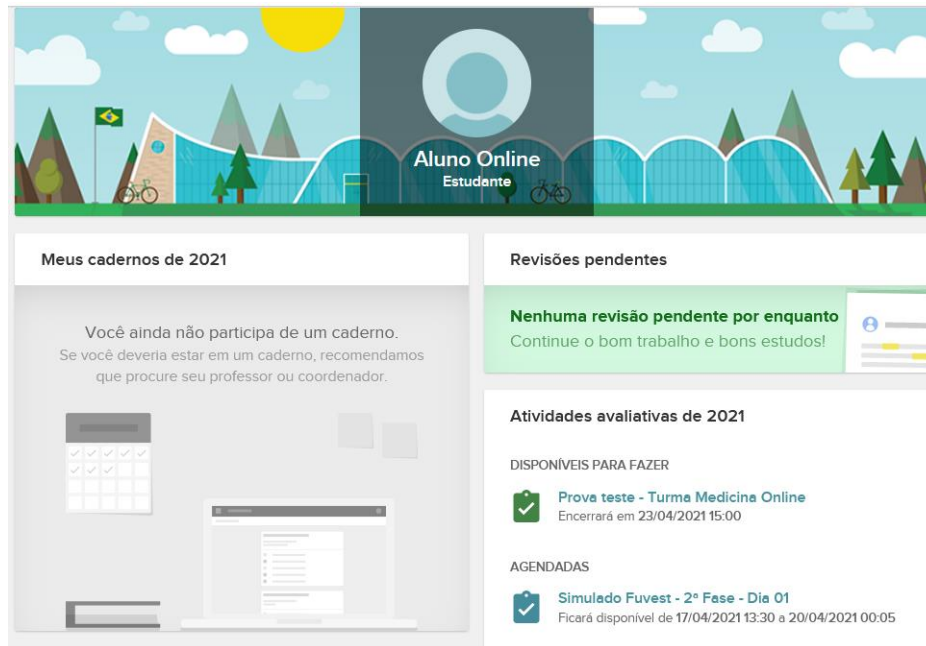 Aluno Online
Estudante
Meus cadernos de 2021
Você ainda não participa de um caderno.
Se você deveria estar em um caderno, recomendamos
que procure seu professor ou coordenador.
Revisões pendentes
Nenhuma revisão pendente por enquanto
Continue o bom trabalho e bons estudos!
Atividades avaliativas de 2021
DISPONÍVEIS PARA FAZER
Prova teste - Turma Medicina Online
Encerrará em 23/04/2021 15:00
AGENDADAS
Simulado Fuvest - 2ª Fase - Dia 01
Ficará disponível de 17/04/2021 13:30 a 20/04/2021 00:05